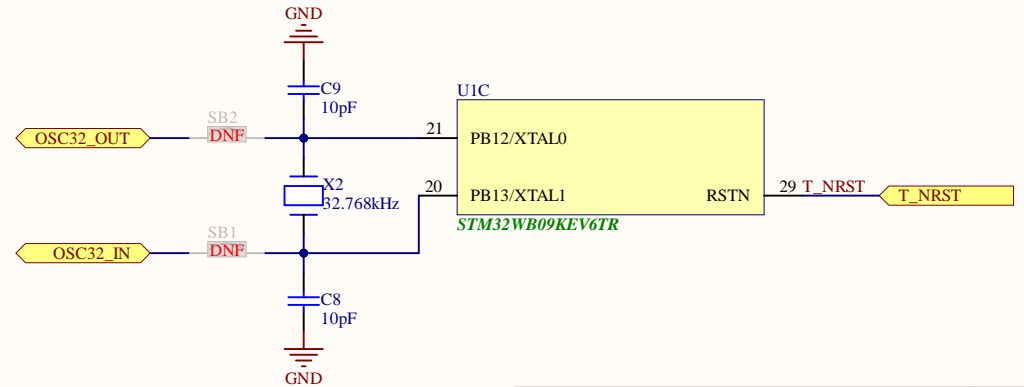 GND
C9
10pF
U1C
SB2
DNF
OSC32_OUT
21
PB12/XTAL0
X2
32.768kHz
20
PB13/XTAL1
RSTN
29
T_NRST
T_NRST
STM32WB09KEV6TR
SB1
DNF
OSC32_IN
C8
10pF
GND